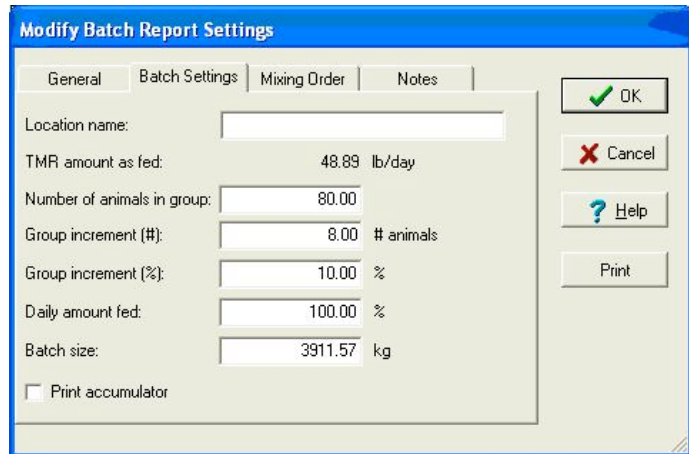 Modify Batch Report Settings
General Batch Settings Mixing Order Notes
OK
Location name:
TMR amount as fed: 48.89 lb/day
Cancel
Number of animals in group: 80.00
Help
Group increment (#): 8.00 # animals
Group increment (%): 10.00 %
Print
Daily amount fed: 100.00 %
Batch size: 3911.57 kg
Print accumulator